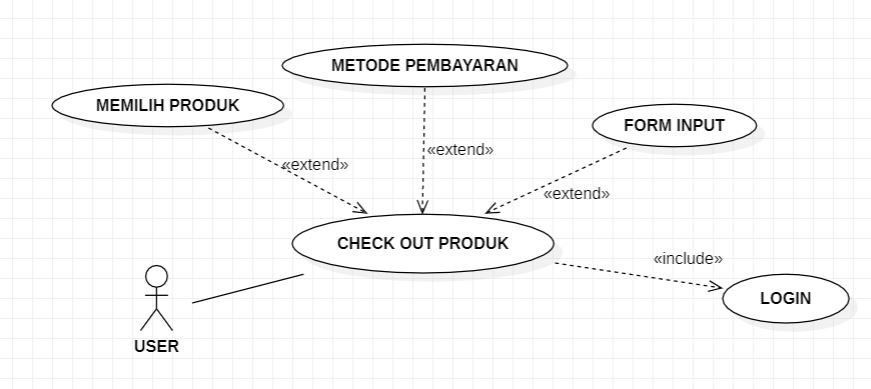 METODE PEMBAYARAN
MEMILIH PRODUK
FORM INPUT
«extend»
«extend»
«extend»
CHECK OUT PRODUK
«include»
LOGIN
USER